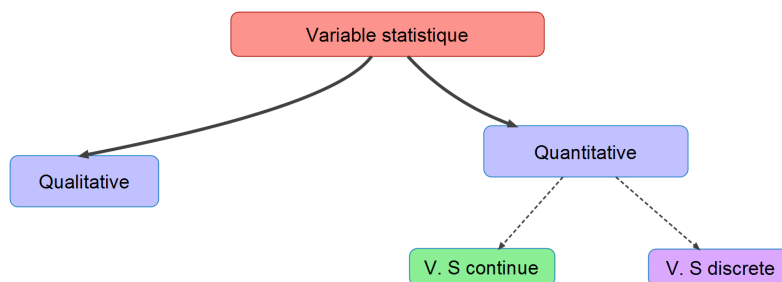 Variable statistique
Quantitative
Qualitative
V. S continue
V. S discrete